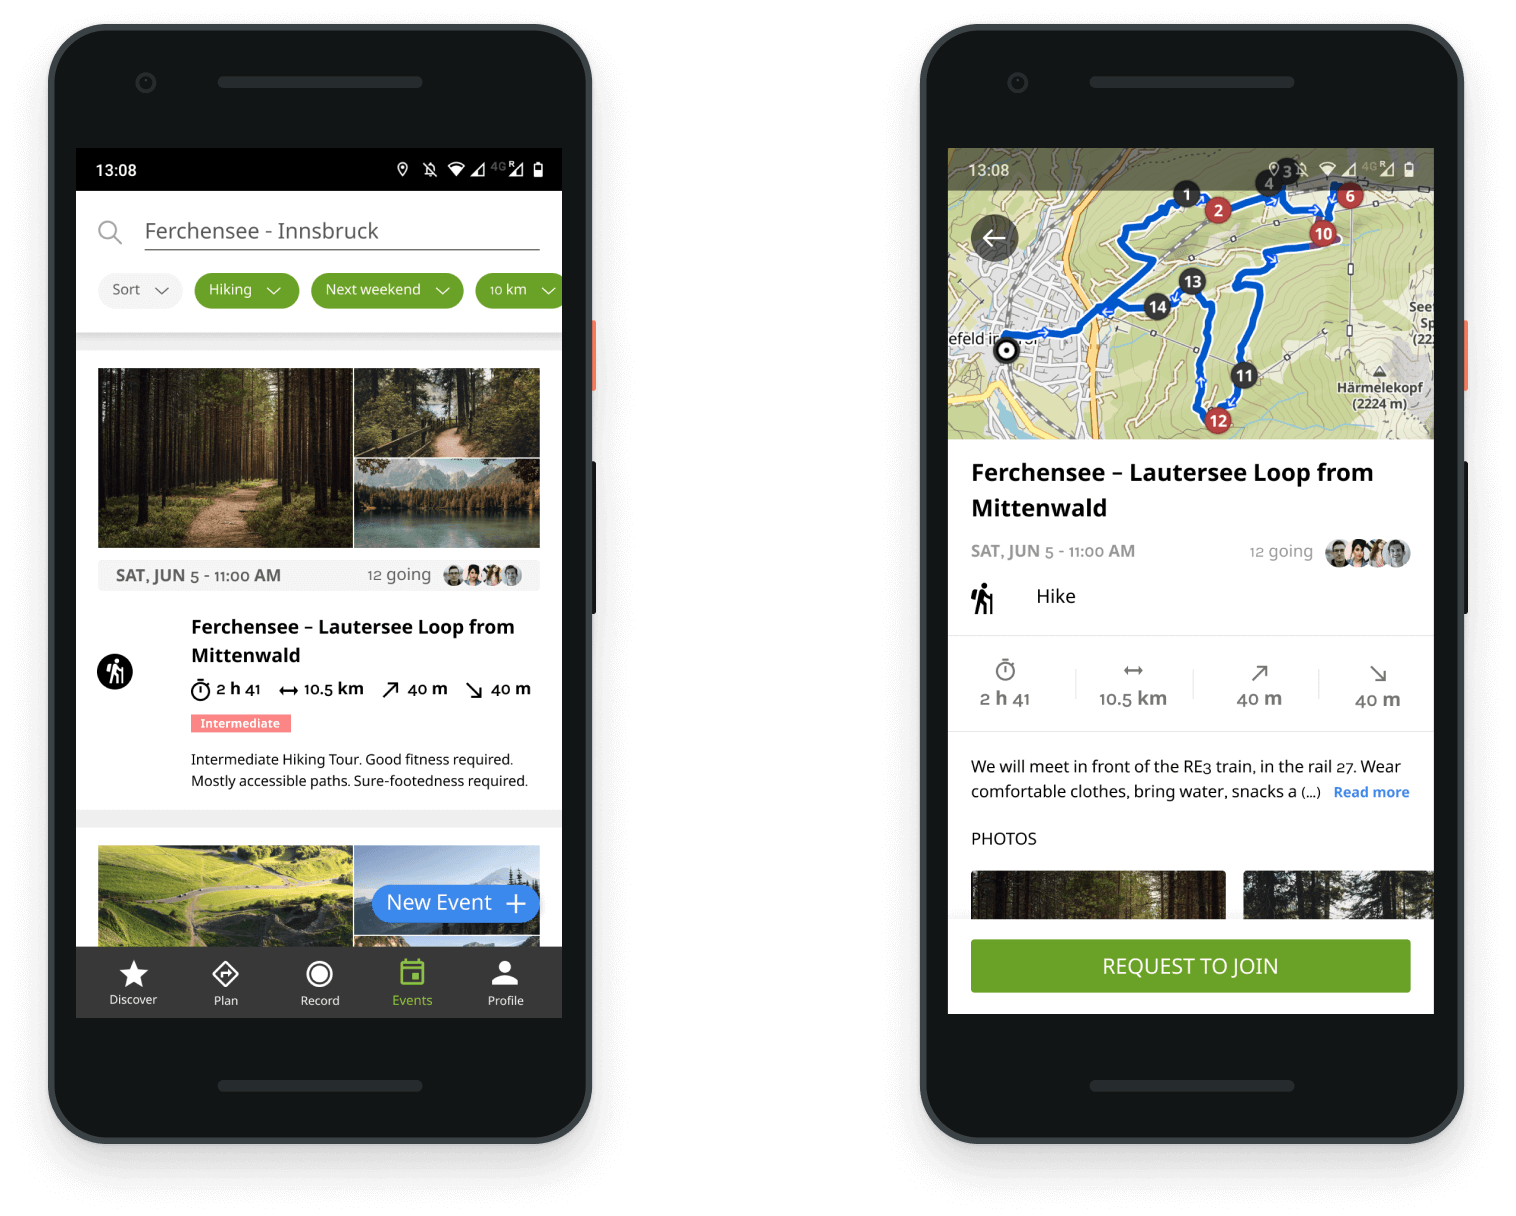 13:08
4G R
Ferchensee - Innsbruck
Sort
Hiking
Next weekend
10 km
SAT, JUN 5 - 11:00 AM
12 going
Ferchensee – Lautersee Loop from
Mittenwald
2 h 41
10.5 km
40 m
40 m
Intermediate
Intermediate Hiking Tour. Good fitness required.
Mostly accessible paths. Sure-footedness required.
New Event +
Discover
Plan
Record
Events
Profile
13:08
4G R
1
2
3
4
6
10
13
14
11
12
efeld in
Seef
Sp
(22
Härmelekopf
(2224 m)
Ferchensee – Lautersee Loop from
Mittenwald
SAT, JUN 5 - 11:00 AM
12 going
Hike
2 h 41
10.5 km
40 m
40 m
We will meet in front of the RE3 train, in the rail 27. Wear
comfortable clothes, bring water, snacks a (...) Read more
PHOTOS
REQUEST TO JOIN